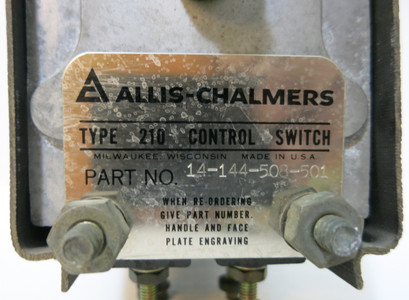 ALLIS-CHALMERS
TYPE 210 CONTROL SWITCH
MILWAUKEE, WISCONSIN MADE IN U.S.A.
PART NO. 14-144-508-501
WHEN RE-ORDERING
GIVE PART NUMBER.
HANDLE AND FACE
PLATE ENGRAVING